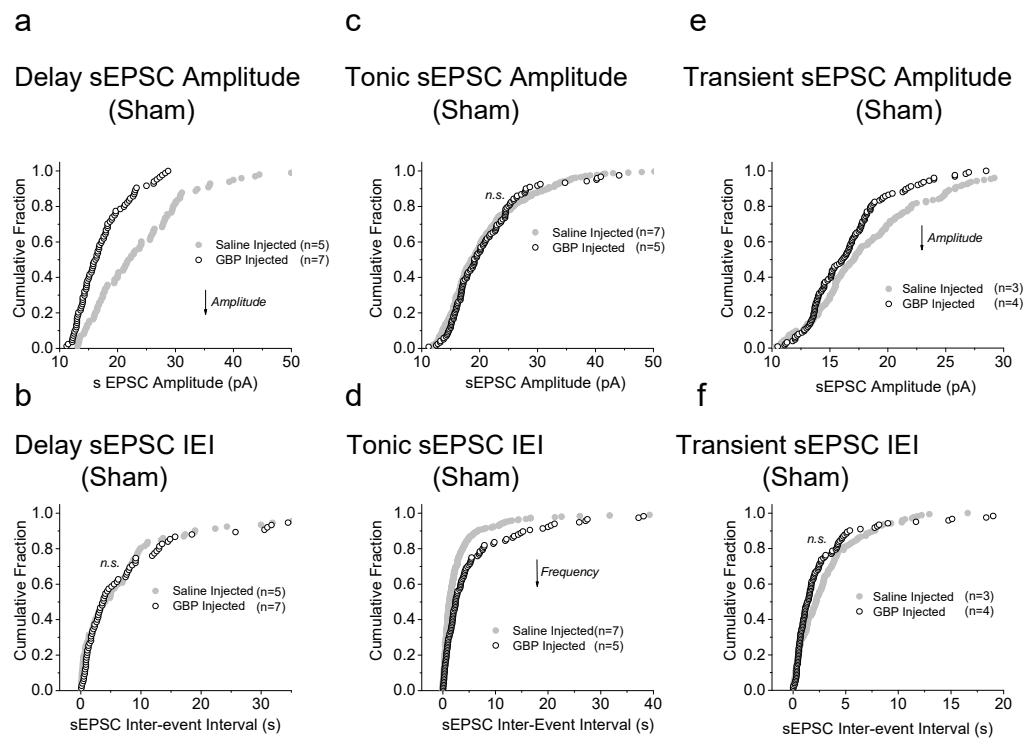 a
Delay sEPSC Amplitude
(Sham)
Cumulative Fraction
1.0
0.8
0.6
0.4
0.2
0.0
Saline Injected (n=5)
GBP Injected (n=7)
Amplitude
10 20 30 40 50
s EPSC Amplitude (pA)
c
Tonic sEPSC Amplitude
(Sham)
Cumulative Fraction
1.0
0.8
0.6
0.4
0.2
0.0
n.s.
Saline Injected (n=7)
GBP Injected (n=5)
10 20 30 40 50
sEPSC Amplitude (pA)
e
Transient sEPSC Amplitude
(Sham)
Cumulative Fraction
1.0
0.8
0.6
0.4
0.2
0.0
Amplitude
Saline Injected (n=3)
GBP Injected (n=4)
10 15 20 25 30
sEPSC Amplitude (pA)
b
Delay sEPSC IEI
(Sham)
Cumulative Fraction
1.0
0.8
0.6
0.4
0.2
0.0
n.s.
Saline Injected (n=5)
GBP Injected (n=7)
0 10 20 30
sEPSC Inter-event Interval (s)
d
Tonic sEPSC IEI
(Sham)
Cumulative Fraction
1.0
0.8
0.6
0.4
0.2
0.0
Frequency
Saline Injected(n=7)
GBP Injected (n=5)
0 10 20 30 40
sEPSC Inter-Event Interval (s)
f
Transient sEPSC IEI
(Sham)
Cumulative Fraction
1.0
0.8
0.6
0.4
0.2
0.0
n.s.
Saline Injected (n=3)
GBP Injected (n=4)
0 5 10 15 20
sEPSC Inter-event Interval (s)